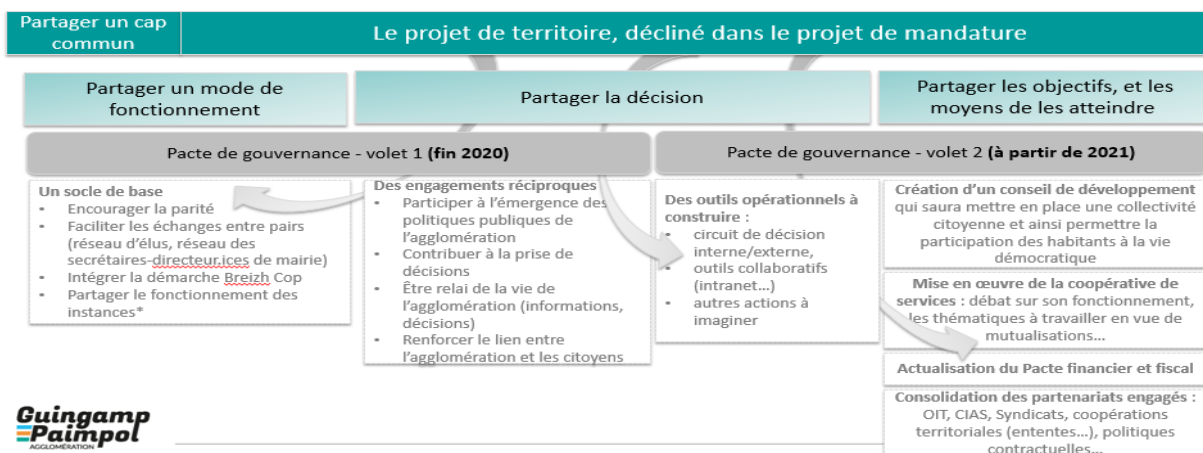 Partager un cap
commun
Le projet de territoire, décliné dans le projet de mandature
Partager un mode de
fonctionnement
Partager la décision
Partager les objectifs, et les
moyens de les atteindre
Pacte de gouvernance - volet 1 (fin 2020)
Pacte de gouvernance - volet 2 (à partir de 2021)
Un socle de base
• Encourager la parité
• Faciliter les échanges entre pairs
(réseau d'élus, réseau des
secrétaires-directeur.ices de mairie)
• Intégrer la démarche Breizh Cop
• Partager le fonctionnement des
instances*
Des engagements réciproques
• Participer à l'émergence des
politiques publiques de
l'agglomération
• Contribuer à la prise de
décisions
• Être relai de la vie de
l'agglomération (informations,
décisions)
• Renforcer le lien entre
l'agglomération et les citoyens
Des outils opérationnels à
construire :
• circuit de décision
interne/externe,
• outils collaboratifs
(intranet...)
• autres actions à
imaginer
Création d'un conseil de développement
qui saura mettre en place une collectivité
citoyenne et ainsi permettre la
participation des habitants à la vie
démocratique
Mise en œuvre de la coopérative de
services : débat sur son fonctionnement,
les thématiques à travailler en vue de
mutualisations...
Actualisation du Pacte financier et fiscal
Consolidation des partenariats engagés :
OIT, CIAS, Syndicats, coopérations
territoriales (ententes...), politiques
contractuelles...
Guingamp
Paimpol
AGGLOMÉRATION